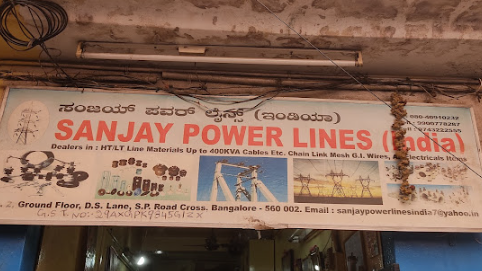 ಸಂಜಯ್ ಪವರ್ ಲೈನ್ಸ್ (ಇಂಡಿಯಾ)
SANJAY POWER LINES (India)
Dealers in : HT/LT Line Materials Up to 400KVA Cables Etc. Chain Link Mesh G.I. Wires, Electricals Items
Ground Floor, D.S. Lane, S.P. Road Cross, Bangalore - 560 002. Email : sanjaypowerlinesindia7@yahoo.in